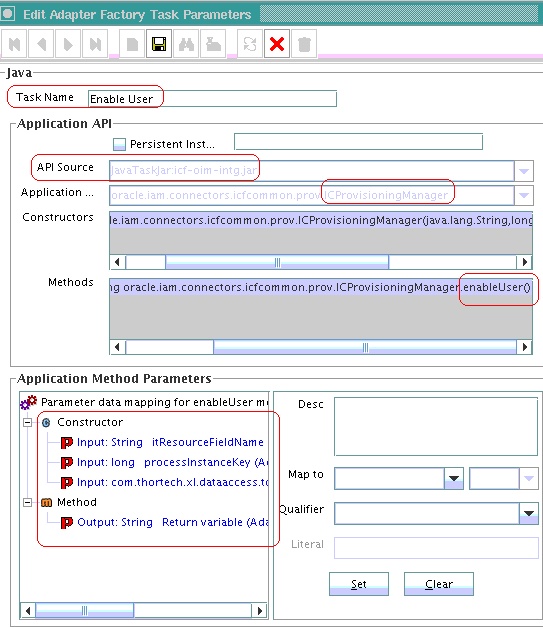 Edit Adapter Factory Task Parameters
Java
Task Name Enable User
Application API
Persistent Inst...
API Source JavaTaskJar:icf-oim-intg.jar
Application ... oracle.iam.connectors.icfcommon.prov.ICProvisioningManager
Constructors le.iam.connectors.icfcommon.prov.ICProvisioningManager(java.lang.String,long
Methods ng oracle.iam.connectors.icfcommon.prov.ICProvisioningManager.enableUser()
Application Method Parameters
Parameter data mapping for enableUser me
Constructor
Input: String itResourceFieldName
Input: long processInstanceKey (Ad
Input: com.thortech.xl.dataaccess.tc
Method
Output: String Return variable (Ada
Desc
Map to
Qualifier
Literal
Set Clear